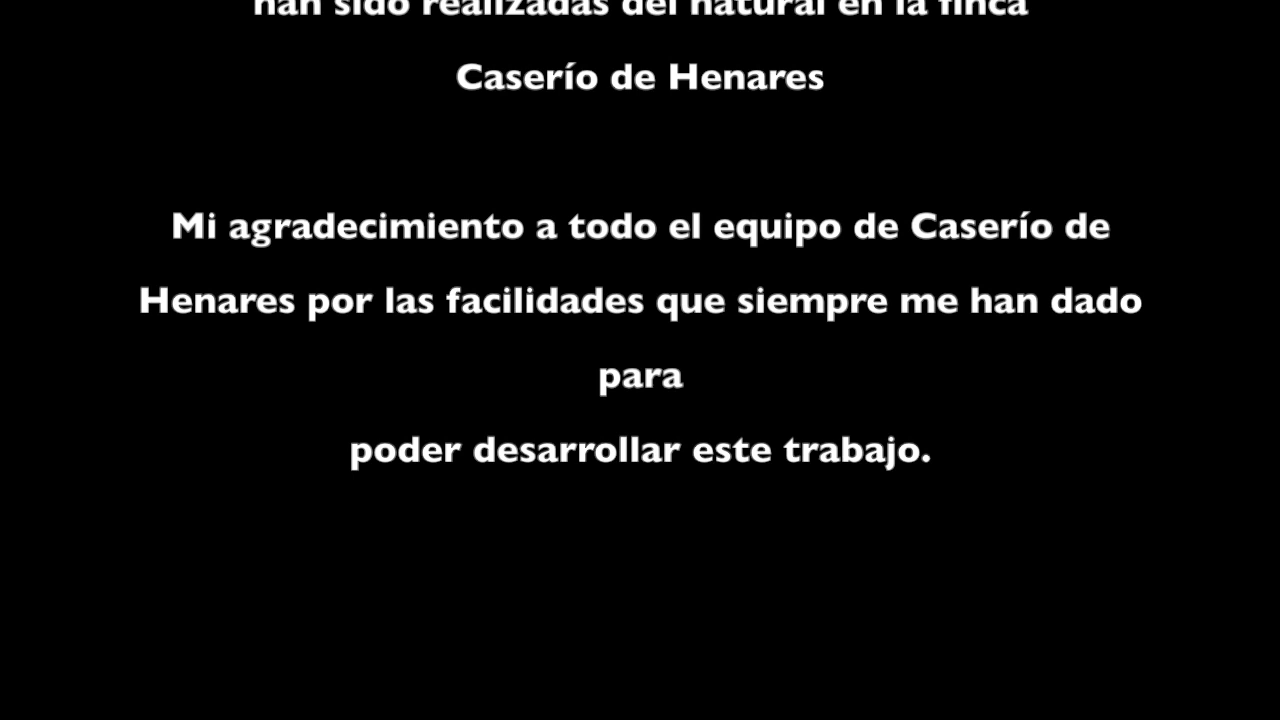 han sido realizadas del natural en la finca
Caserío de Henares
Mi agradecimiento a todo el equipo de Caserío de
Henares por las facilidades que siempre me han dado
para
poder desarrollar este trabajo.